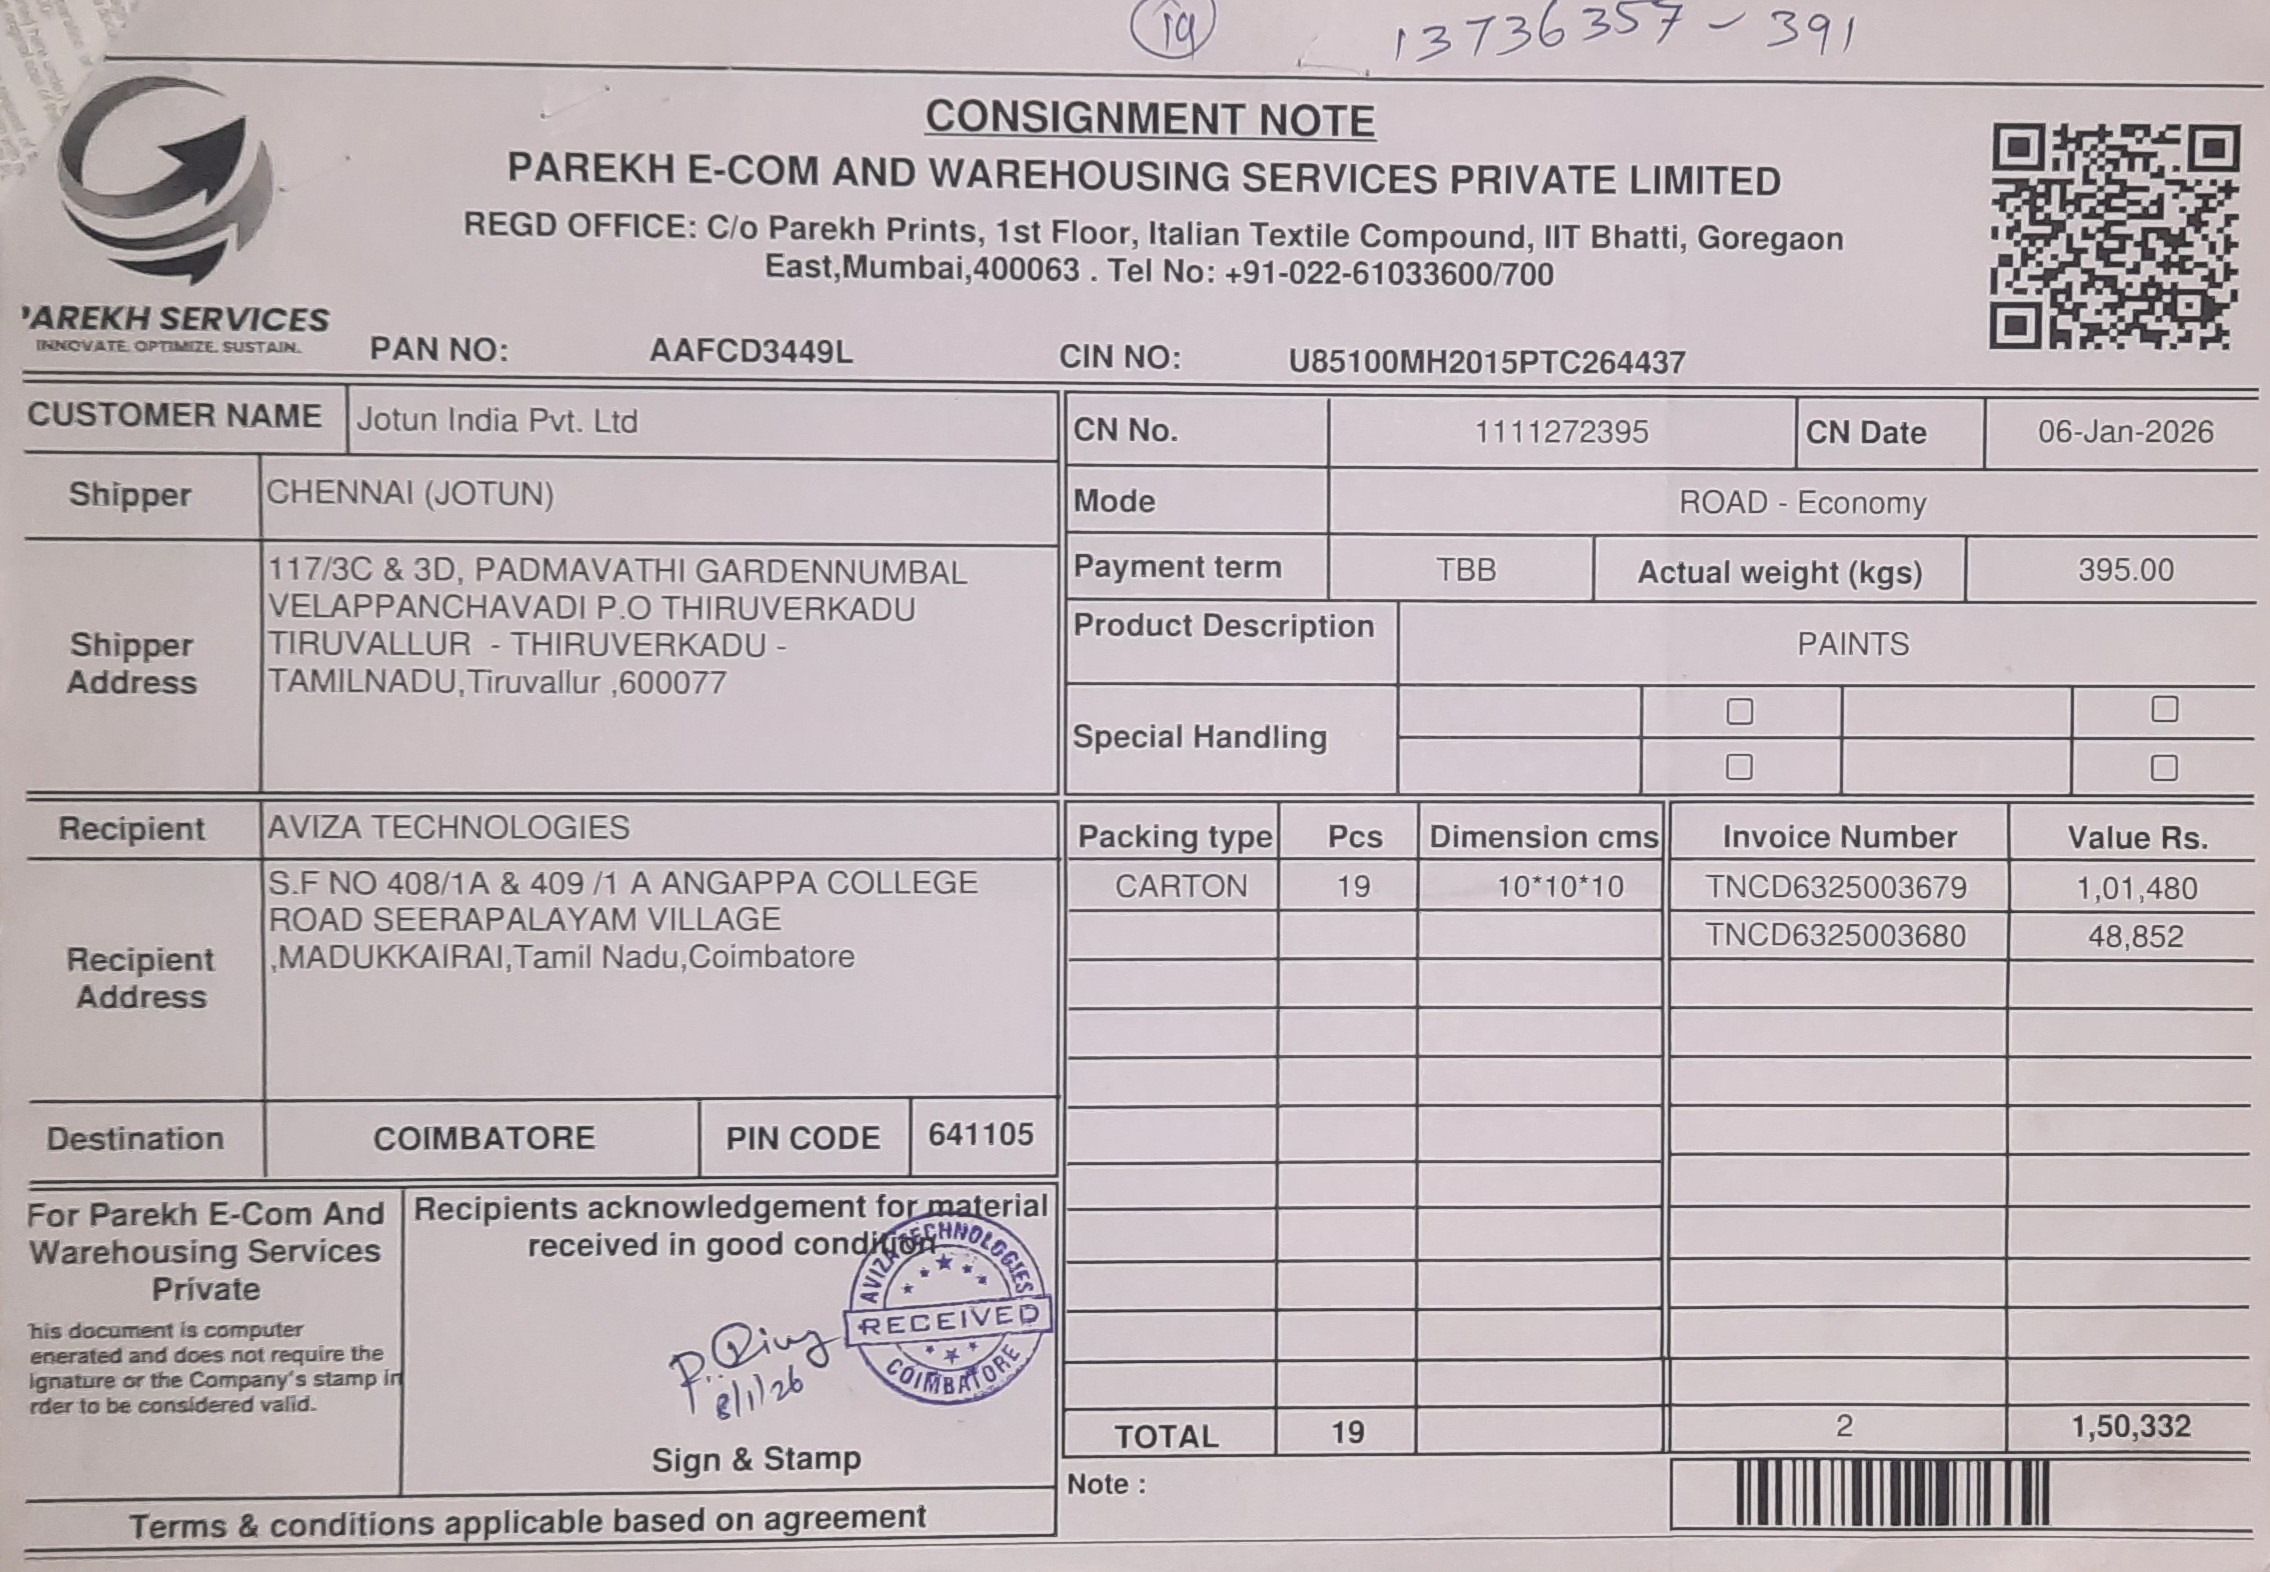 19
13736357 - 391
CONSIGNMENT NOTE
PAREKH E-COM AND WAREHOUSING SERVICES PRIVATE LIMITED
REGD OFFICE: C/o Parekh Prints, 1st Floor, Italian Textile Compound, IIT Bhatti, Goregaon
East,Mumbai,400063 . Tel No: +91-022-61033600/700
PAREKH SERVICES
INNOVATE. OPTIMIZE. SUSTAIN.
PAN NO: AAFCD3449L CIN NO: U85100MH2015PTC264437
CUSTOMER NAME Jotun India Pvt. Ltd
CN No. 1111272395 CN Date 06-Jan-2026
Shipper CHENNAI (JOTUN)
Mode ROAD - Economy
Shipper Address
117/3C & 3D, PADMAVATHI GARDENNUMBAL
VELAPPANCHAVADI P.O THIRUVERKADU
TIRUVALLUR - THIRUVERKADU -
TAMILNADU,Tiruvallur ,600077
Payment term TBB Actual weight (kgs) 395.00
Product Description PAINTS
Special Handling
Recipient AVIZA TECHNOLOGIES
Recipient Address
S.F NO 408/1A & 409 /1 A ANGAPPA COLLEGE
ROAD SEERAPALAYAM VILLAGE
,MADUKKAIRAI,Tamil Nadu,Coimbatore
Destination COIMBATORE PIN CODE 641105
Packing type Pcs Dimension cms Invoice Number Value Rs.
CARTON 19 10*10*10 TNCD6325003679 1,01,480
TNCD6325003680 48,852
TOTAL 19 2 1,50,332
Note :
For Parekh E-Com And
Warehousing Services
Private
his document is computer
enerated and does not require the
ignature or the Company's stamp in
rder to be considered valid.
Recipients acknowledgement for material
received in good condition
AVIZA TECHNOLOGIES
RECEIVED
COIMBATORE
8/1/26
Sign & Stamp
Terms & conditions applicable based on agreement